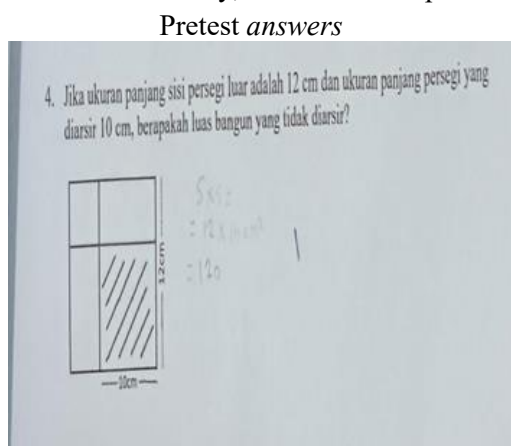 Pretest answers
4. Jika ukuran panjang sisi persegi luar adalah 12 cm dan ukuran panjang persegi yang
diarsir 10 cm, berapakah luas bangun yang tidak diarsir?
12cm
10cm
= 120